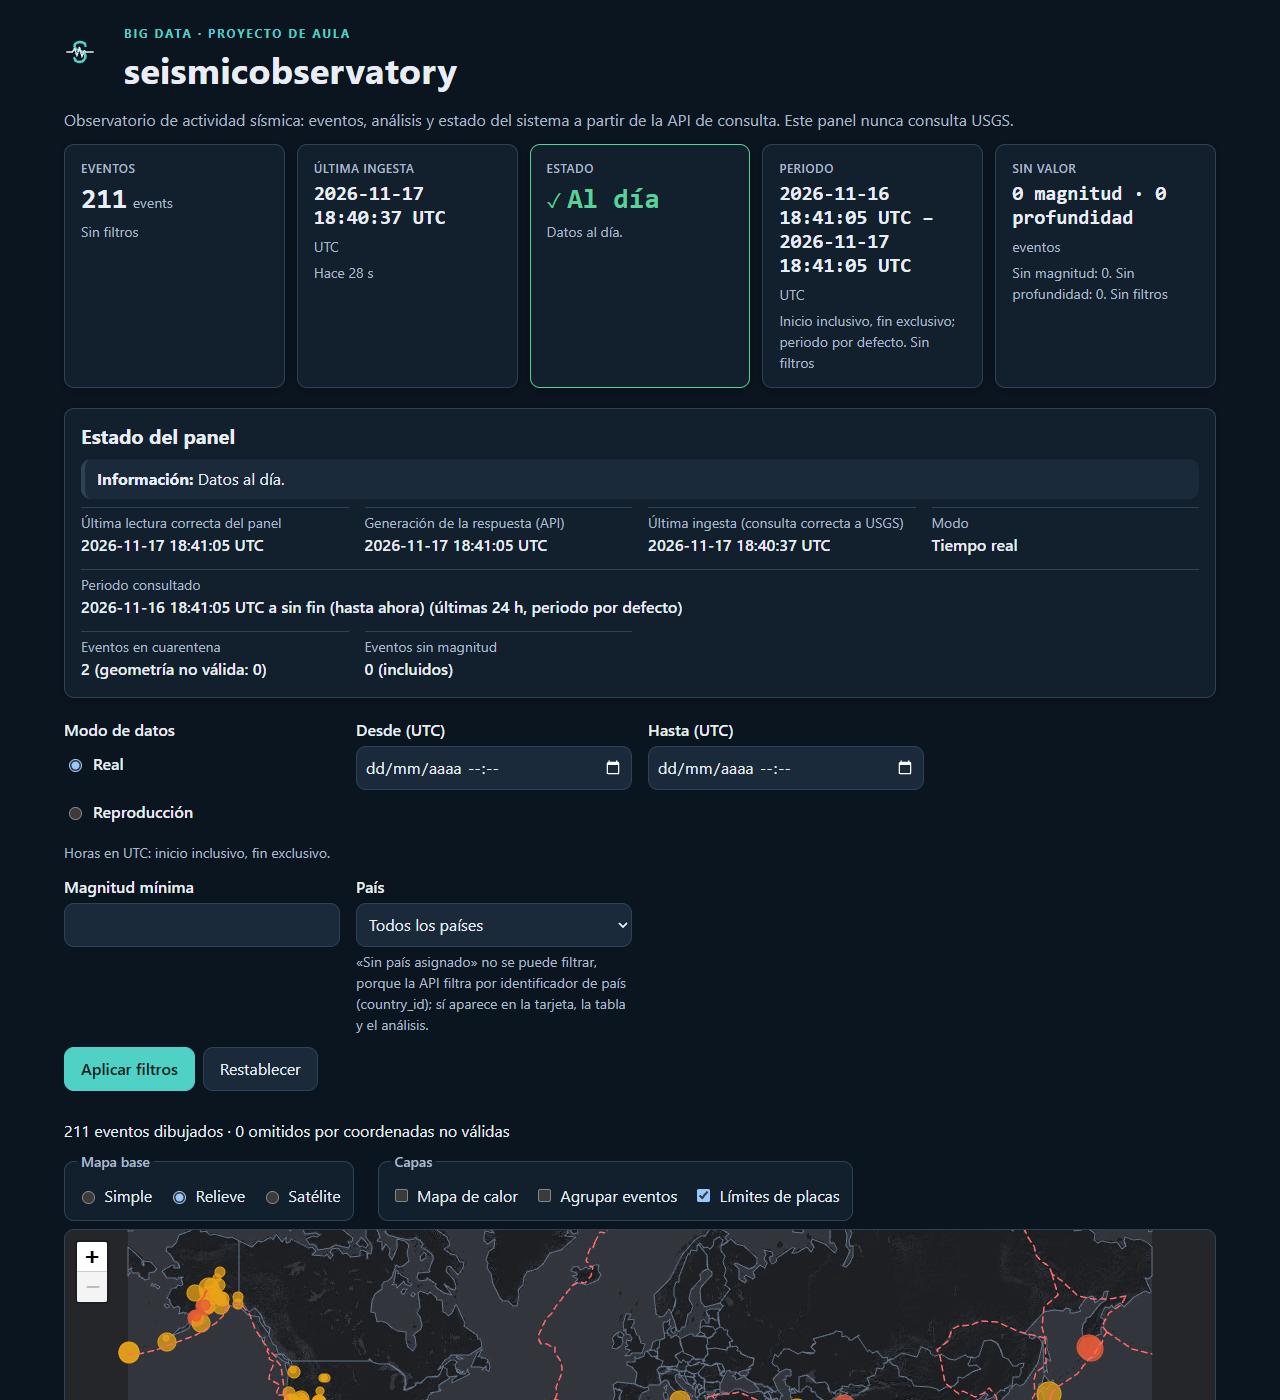 BIG DATA · PROYECTO DE AULA
seismicobservatory
Observatorio de actividad sísmica: eventos, análisis y estado del sistema a partir de la API de consulta. Este panel nunca consulta USGS.
EVENTOS
211 events
Sin filtros
ÚLTIMA INGESTA
2026-11-17
18:40:37 UTC
UTC
Hace 28 s
ESTADO
✓ Al día
Datos al día.
PERIODO
2026-11-16
18:41:05 UTC –
2026-11-17
18:41:05 UTC
UTC
Inicio inclusivo, fin exclusivo;
periodo por defecto. Sin
filtros
SIN VALOR
0 magnitud · 0
profundidad
eventos
Sin magnitud: 0. Sin
profundidad: 0. Sin filtros
Estado del panel
Información: Datos al día.
Última lectura correcta del panel
2026-11-17 18:41:05 UTC
Generación de la respuesta (API)
2026-11-17 18:41:05 UTC
Última ingesta (consulta correcta a USGS)
2026-11-17 18:40:37 UTC
Modo
Tiempo real
Periodo consultado
2026-11-16 18:41:05 UTC a sin fin (hasta ahora) (últimas 24 h, periodo por defecto)
Eventos en cuarentena
2 (geometría no válida: 0)
Eventos sin magnitud
0 (incluidos)
Modo de datos
Real
Reproducción
Desde (UTC)
dd/mm/aaaa --:--
Hasta (UTC)
dd/mm/aaaa --:--
Horas en UTC: inicio inclusivo, fin exclusivo.
Magnitud mínima
País
Todos los países
«Sin país asignado» no se puede filtrar,
porque la API filtra por identificador de país
(country_id); sí aparece en la tarjeta, la tabla
y el análisis.
Aplicar filtros
Restablecer
211 eventos dibujados · 0 omitidos por coordenadas no válidas
Mapa base
Simple
Relieve
Satélite
Capas
Mapa de calor
Agrupar eventos
Límites de placas
+
−